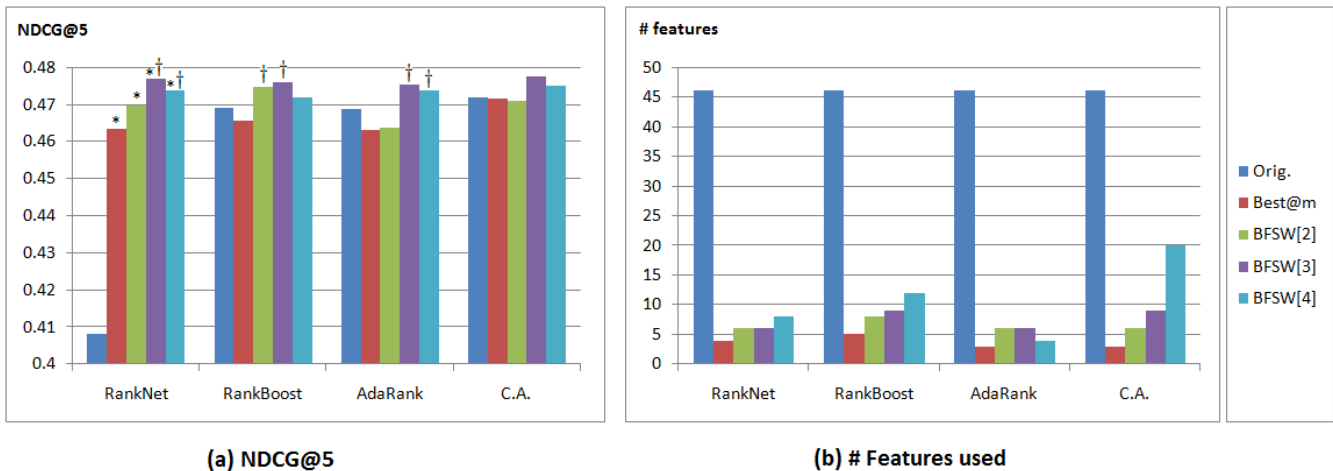 NDCG@5
0.48
0.47
0.46
0.45
0.44
0.43
0.42
0.41
0.4
* * *† *†
† †
† †
RankNet RankBoost AdaRank C.A.
(a) NDCG@5
# features
50
45
40
35
30
25
20
15
10
5
0
RankNet RankBoost AdaRank C.A.
(b) # Features used
Orig.
Best@m
BFSW[2]
BFSW[3]
BFSW[4]